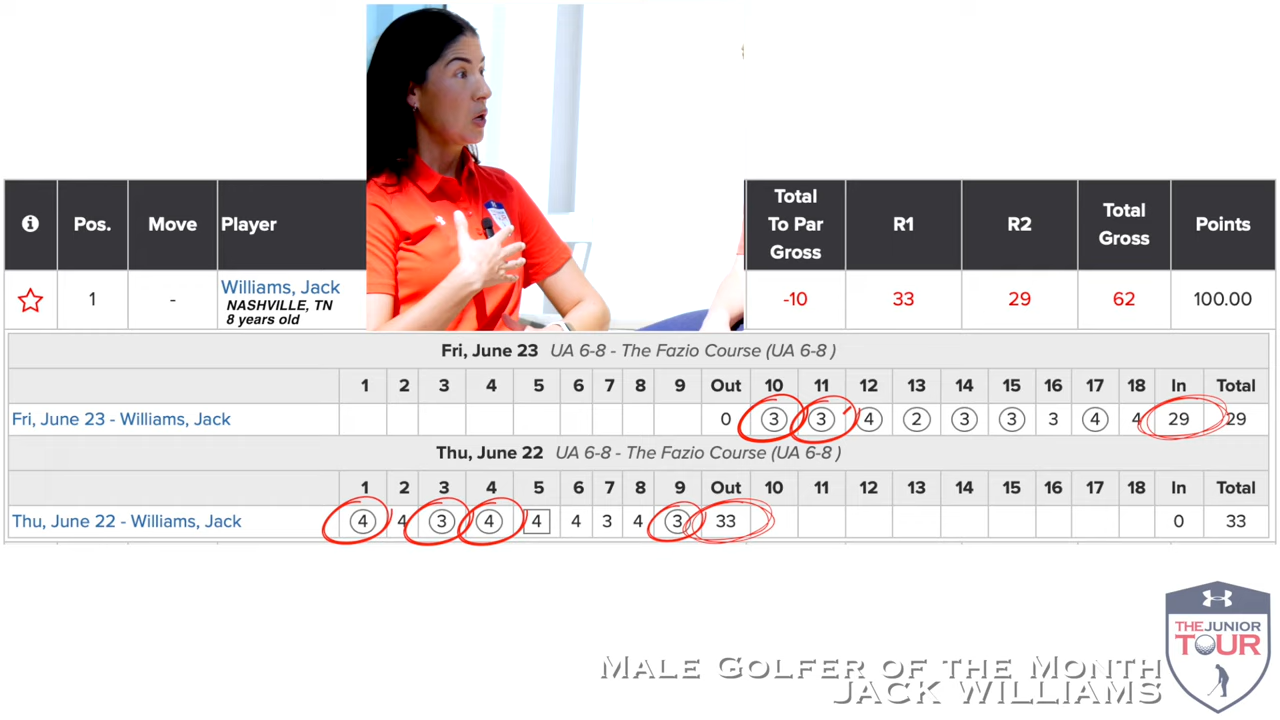 Pos. Move Player Total To Par Gross R1 R2 Total Gross Points
1 - Williams, Jack -10 33 29 62 100.00
NASHVILLE, TN
8 years old
Fri, June 23 UA 6-8 - The Fazio Course (UA 6-8 )
1 2 3 4 5 6 7 8 9 Out 10 11 12 13 14 15 16 17 18 In Total
Fri, June 23 - Williams, Jack 0 3 3 4 2 3 3 3 4 4 29 29
Thu, June 22 UA 6-8 - The Fazio Course (UA 6-8 )
1 2 3 4 5 6 7 8 9 Out 10 11 12 13 14 15 16 17 18 In Total
Thu, June 22 - Williams, Jack 4 4 3 4 4 4 3 4 3 33 0 33
THE JUNIOR
TOUR
MALE GOLFER OF THE MONTH
JACK WILLIAMS